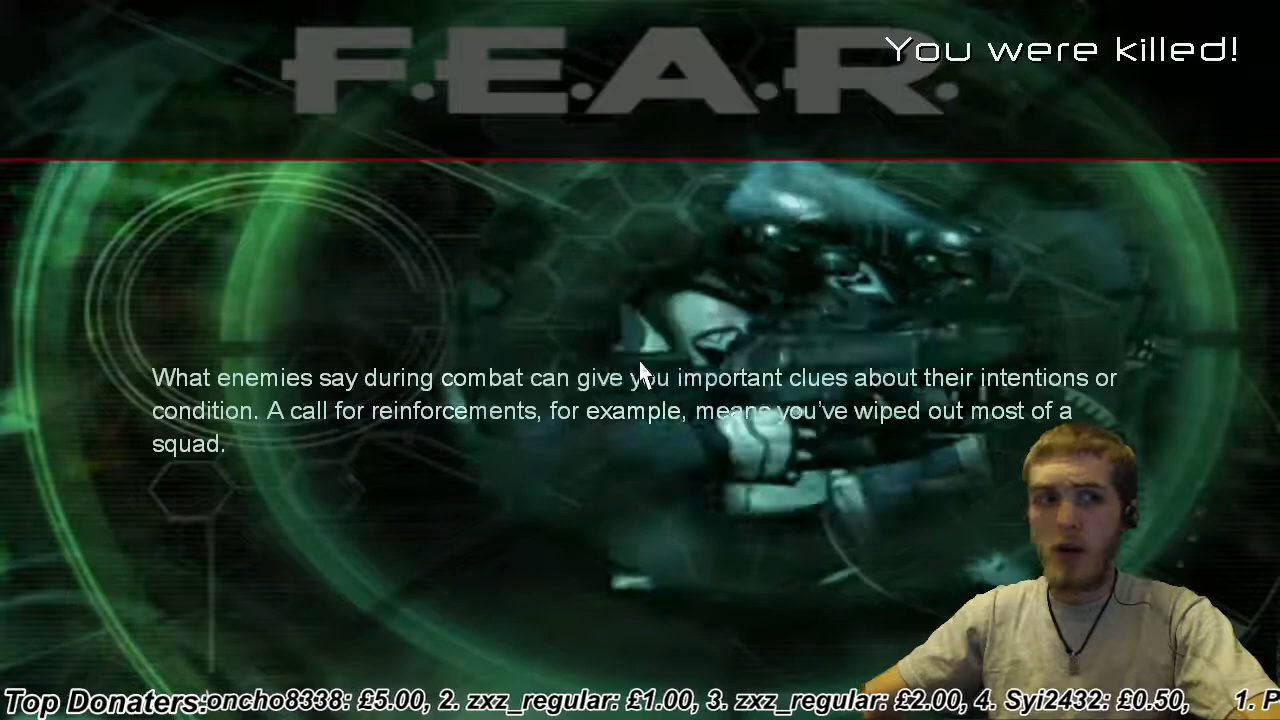 F.E.A.R.
You were killed!
What enemies say during combat can give you important clues about their intentions or
condition. A call for reinforcements, for example, means you've wiped out most of a
squad.
Top Donaters: oncho8338: £5.00, 2. zxz_regular: £1.00, 3. zxz_regular: £2.00, 4. Syi2432: £0.50, 1. P